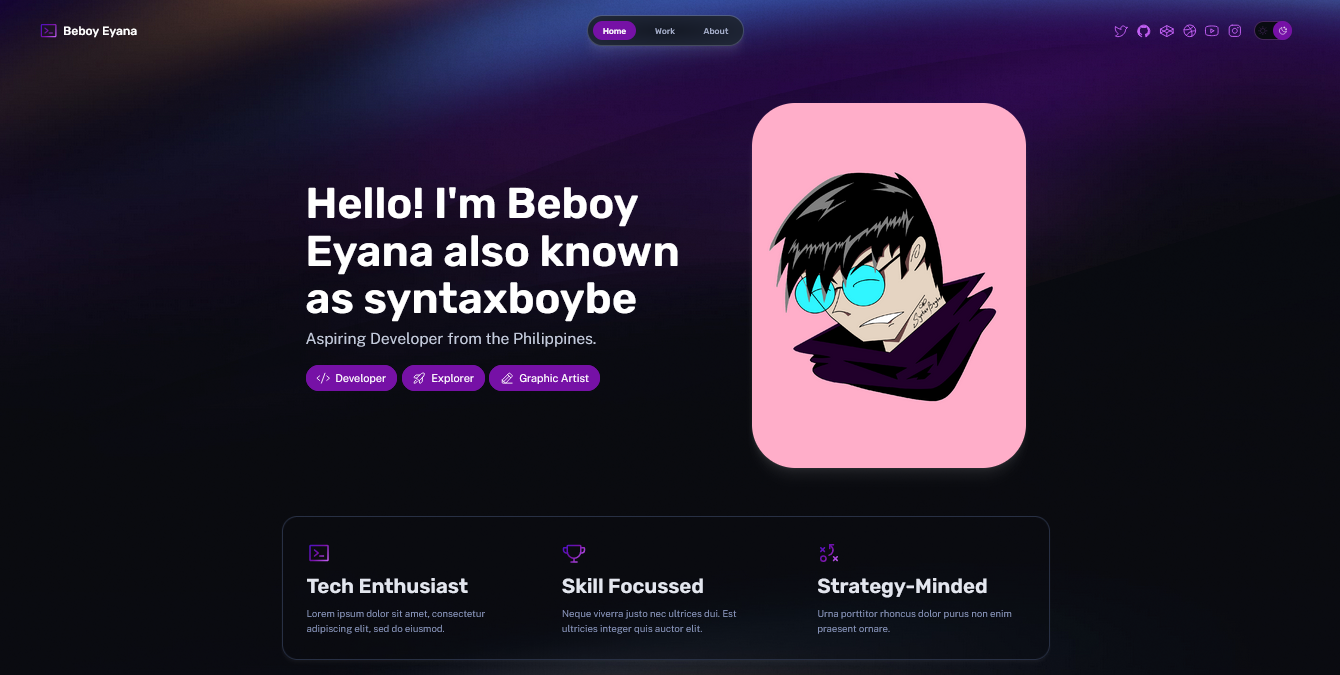 Beboy Eyana
Home Work About
Hello! I'm Beboy
Eyana also known
as syntaxboybe
Aspiring Developer from the Philippines.
Developer Explorer Graphic Artist
Tech Enthusiast
Lorem ipsum dolor sit amet, consectetur
adipiscing elit, sed do eiusmod.
Skill Focussed
Neque viverra justo nec ultrices dui. Est
ultricies integer quis auctor elit.
Strategy-Minded
Urna porttitor rhoncus dolor purus non enim
praesent ornare.